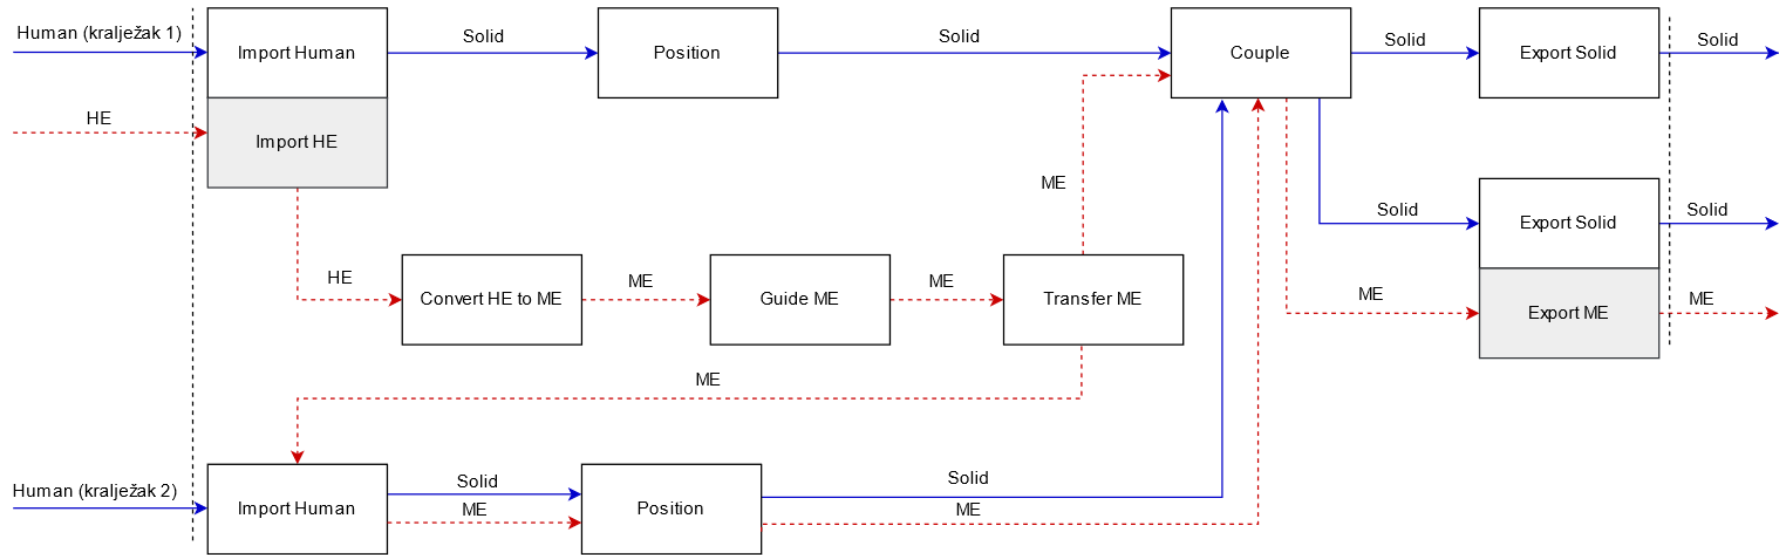 Human (kralježak 1)
Import Human
Solid
Position
Solid
Couple
Solid
Export Solid
Solid
HE
Import HE
ME
Solid
Export Solid
Solid
HE
Convert HE to ME
ME
Guide ME
ME
Transfer ME
ME
Export ME
ME
ME
Human (kralježak 2)
Import Human
Solid
ME
Position
Solid
ME